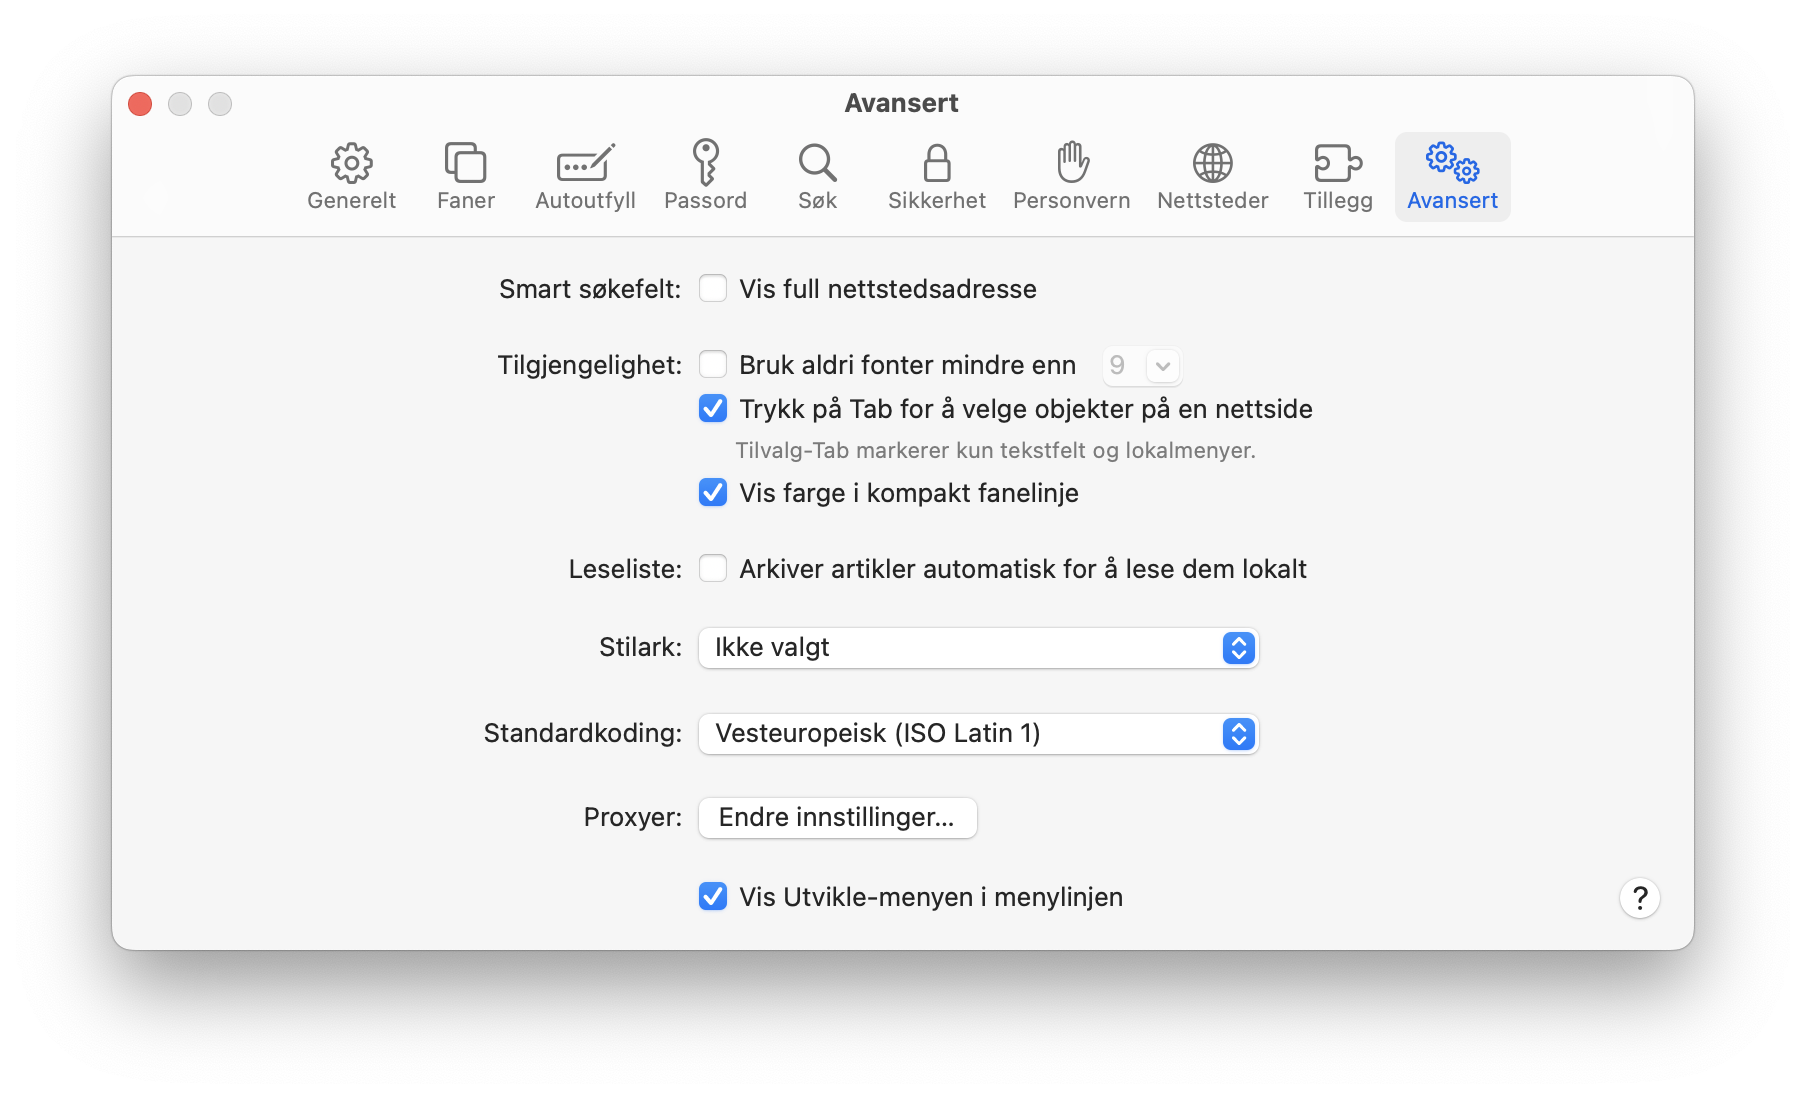 Avansert
Generelt Faner Autoutfyll Passord Søk Sikkerhet Personvern Nettsteder Tillegg Avansert
Smart søkefelt: Vis full nettstedsadresse
Tilgjengelighet: Bruk aldri fonter mindre enn 9
Trykk på Tab for å velge objekter på en nettside
Tilvalg-Tab markerer kun tekstfelt og lokalmenyer.
Vis farge i kompakt fanelinje
Leseliste: Arkiver artikler automatisk for å lese dem lokalt
Stilark: Ikke valgt
Standardkoding: Vesteuropeisk (ISO Latin 1)
Proxyer: Endre innstillinger...
Vis Utvikle-menyen i menylinjen
?